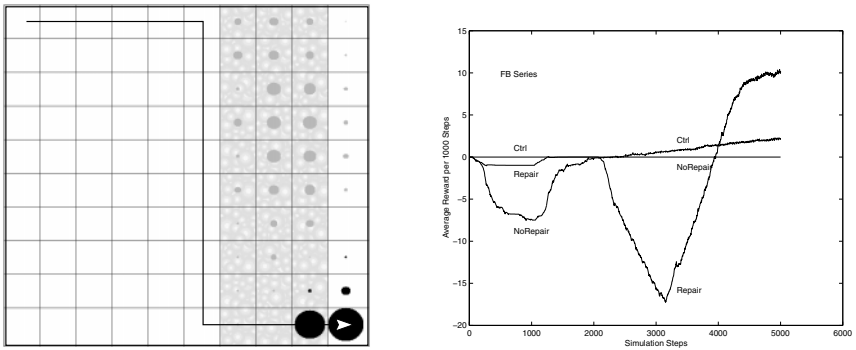 15
10
5
0
−5
−10
−15
−20
0
1000
2000
3000
4000
5000
6000
Average Reward per 1000 Steps
Simulation Steps
FB Series
Ctrl
Repair
NoRepair
Ctrl
NoRepair
Repair